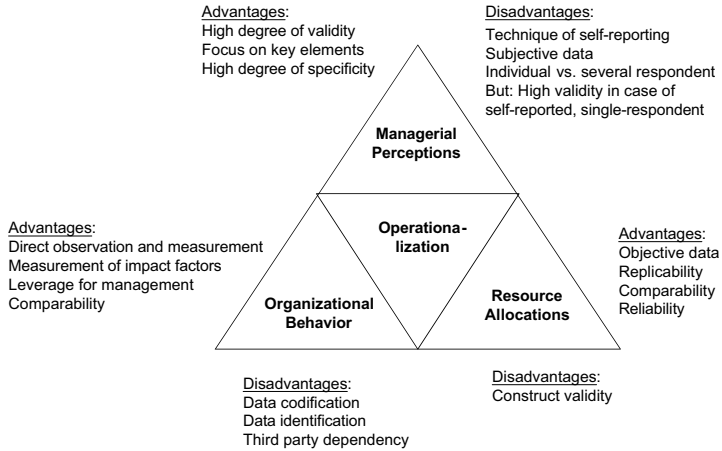 Advantages:
High degree of validity
Focus on key elements
High degree of specificity
Disadvantages:
Technique of self-reporting
Subjective data
Individual vs. several respondent
But: High validity in case of
self-reported, single-respondent
Managerial
Perceptions
Advantages:
Direct observation and measurement
Measurement of impact factors
Leverage for management
Comparability
Operationa-
lization
Advantages:
Objective data
Replicability
Comparability
Reliability
Organizational
Behavior
Resource
Allocations
Disadvantages:
Data codification
Data identification
Third party dependency
Disadvantages:
Construct validity